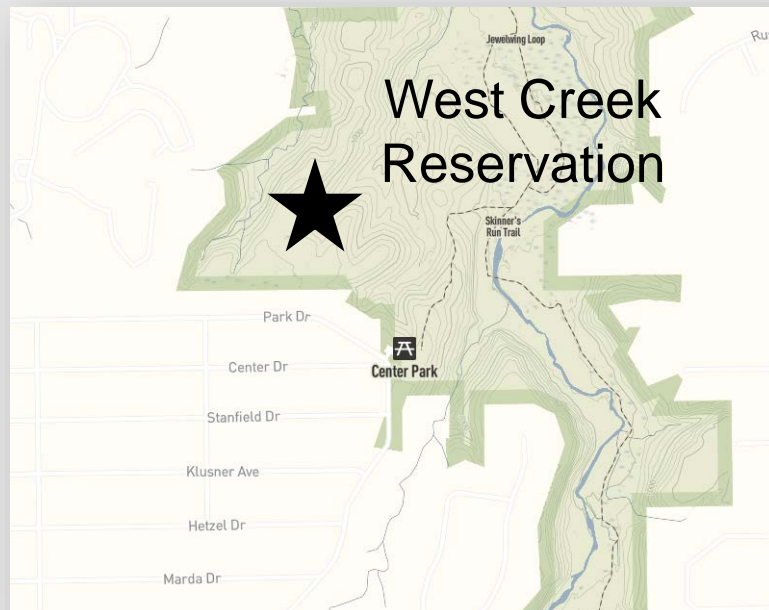 Jewelwing Loop
Ru
West Creek
Reservation
Skinner's
Run Trail
Park Dr
Center Park
Center Dr
Stanfield Dr
Klusner Ave
Hetzel Dr
Marda Dr